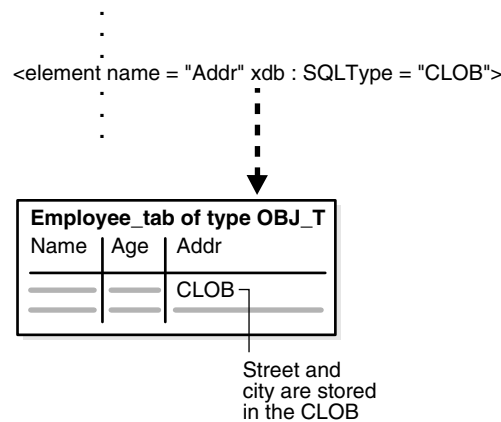 <element name = "Addr" xdb : SQLType = "CLOB">
Employee_tab of type OBJ_T
Name Age Addr
CLOB
Street and
city are stored
in the CLOB